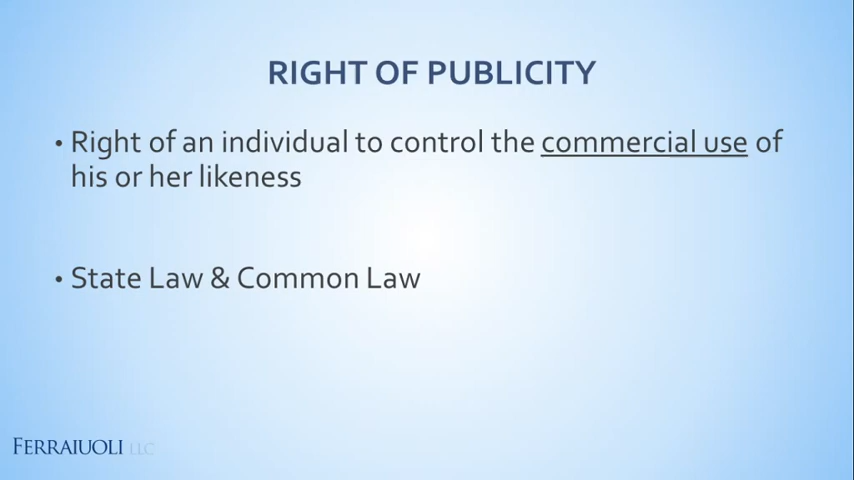 RIGHT OF PUBLICITY
• Right of an individual to control the commercial use of
his or her likeness
• State Law & Common Law
FERRAIUOLI LLC